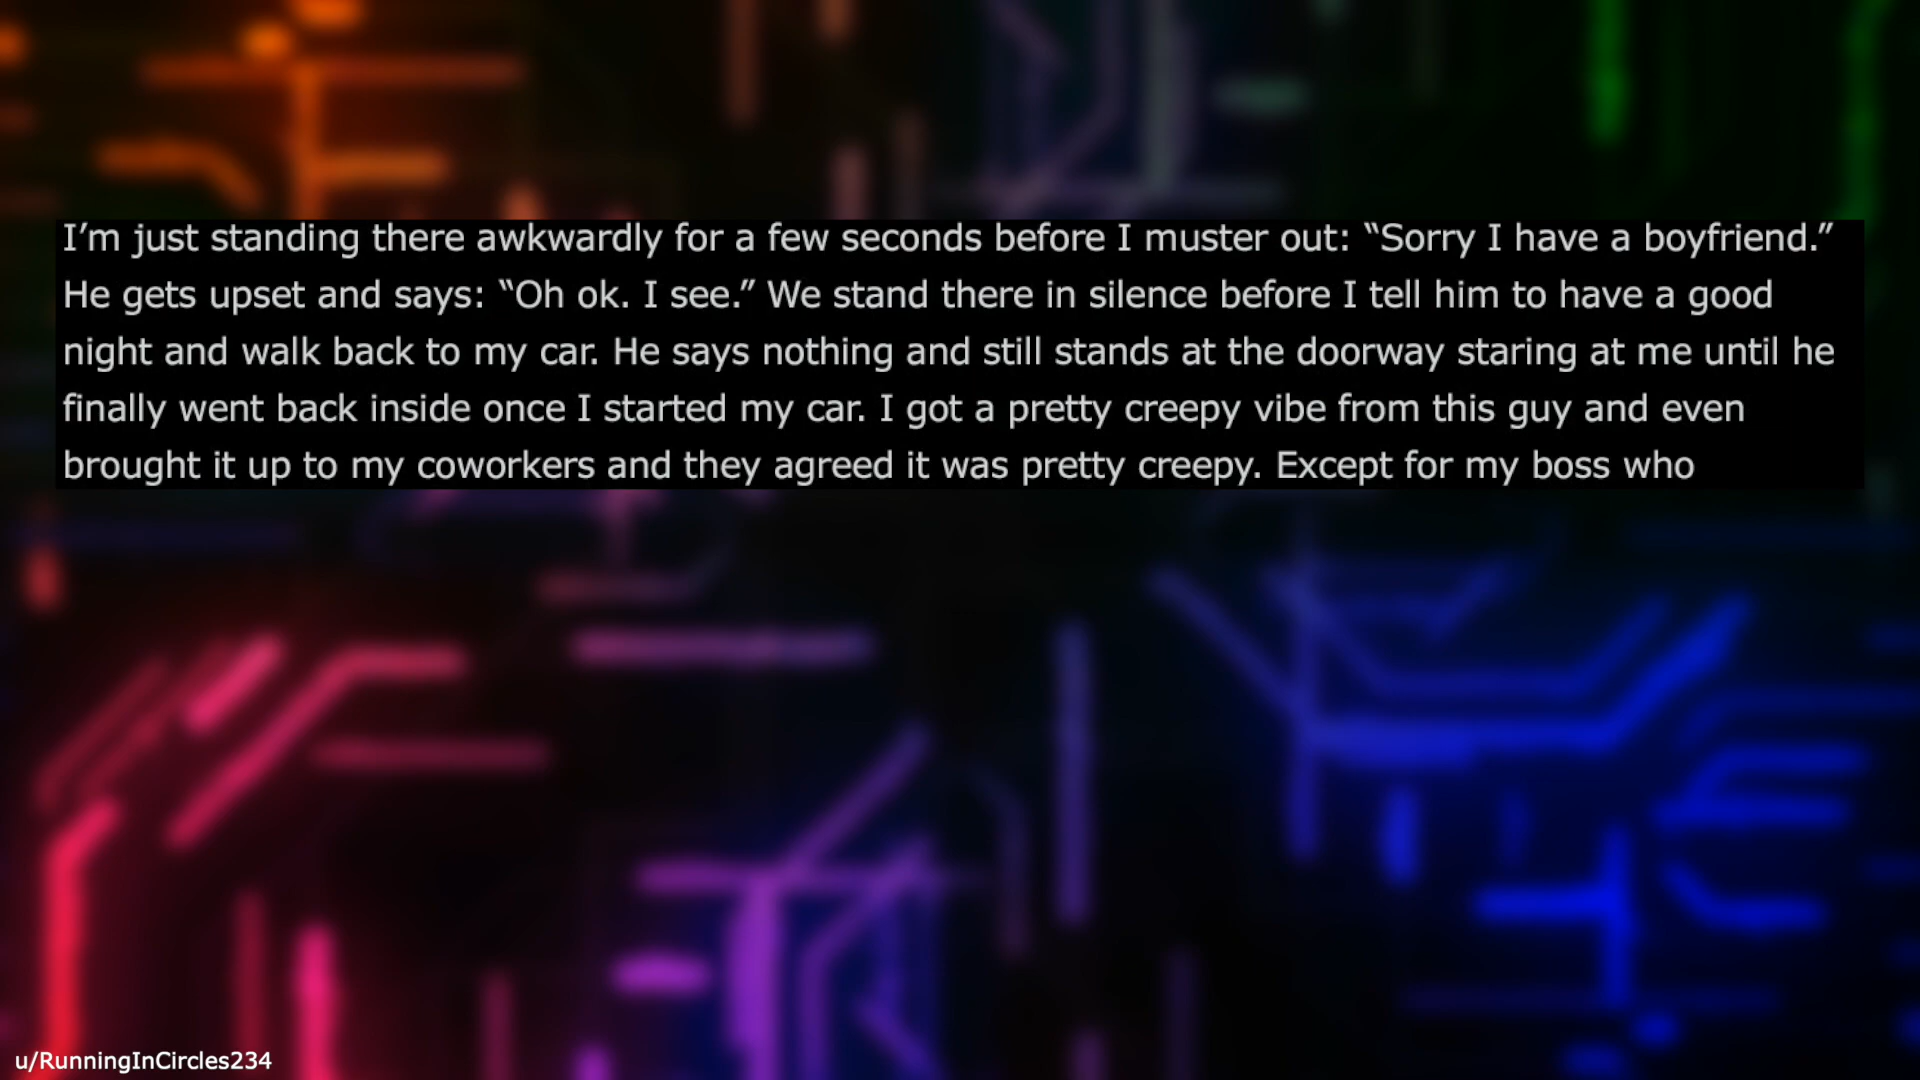 I’m just standing there awkwardly for a few seconds before I muster out: “Sorry I have a boyfriend.”
He gets upset and says: “Oh ok. I see.” We stand there in silence before I tell him to have a good
night and walk back to my car. He says nothing and still stands at the doorway staring at me until he
finally went back inside once I started my car. I got a pretty creepy vibe from this guy and even
brought it up to my coworkers and they agreed it was pretty creepy. Except for my boss who
u/RunningInCircles234